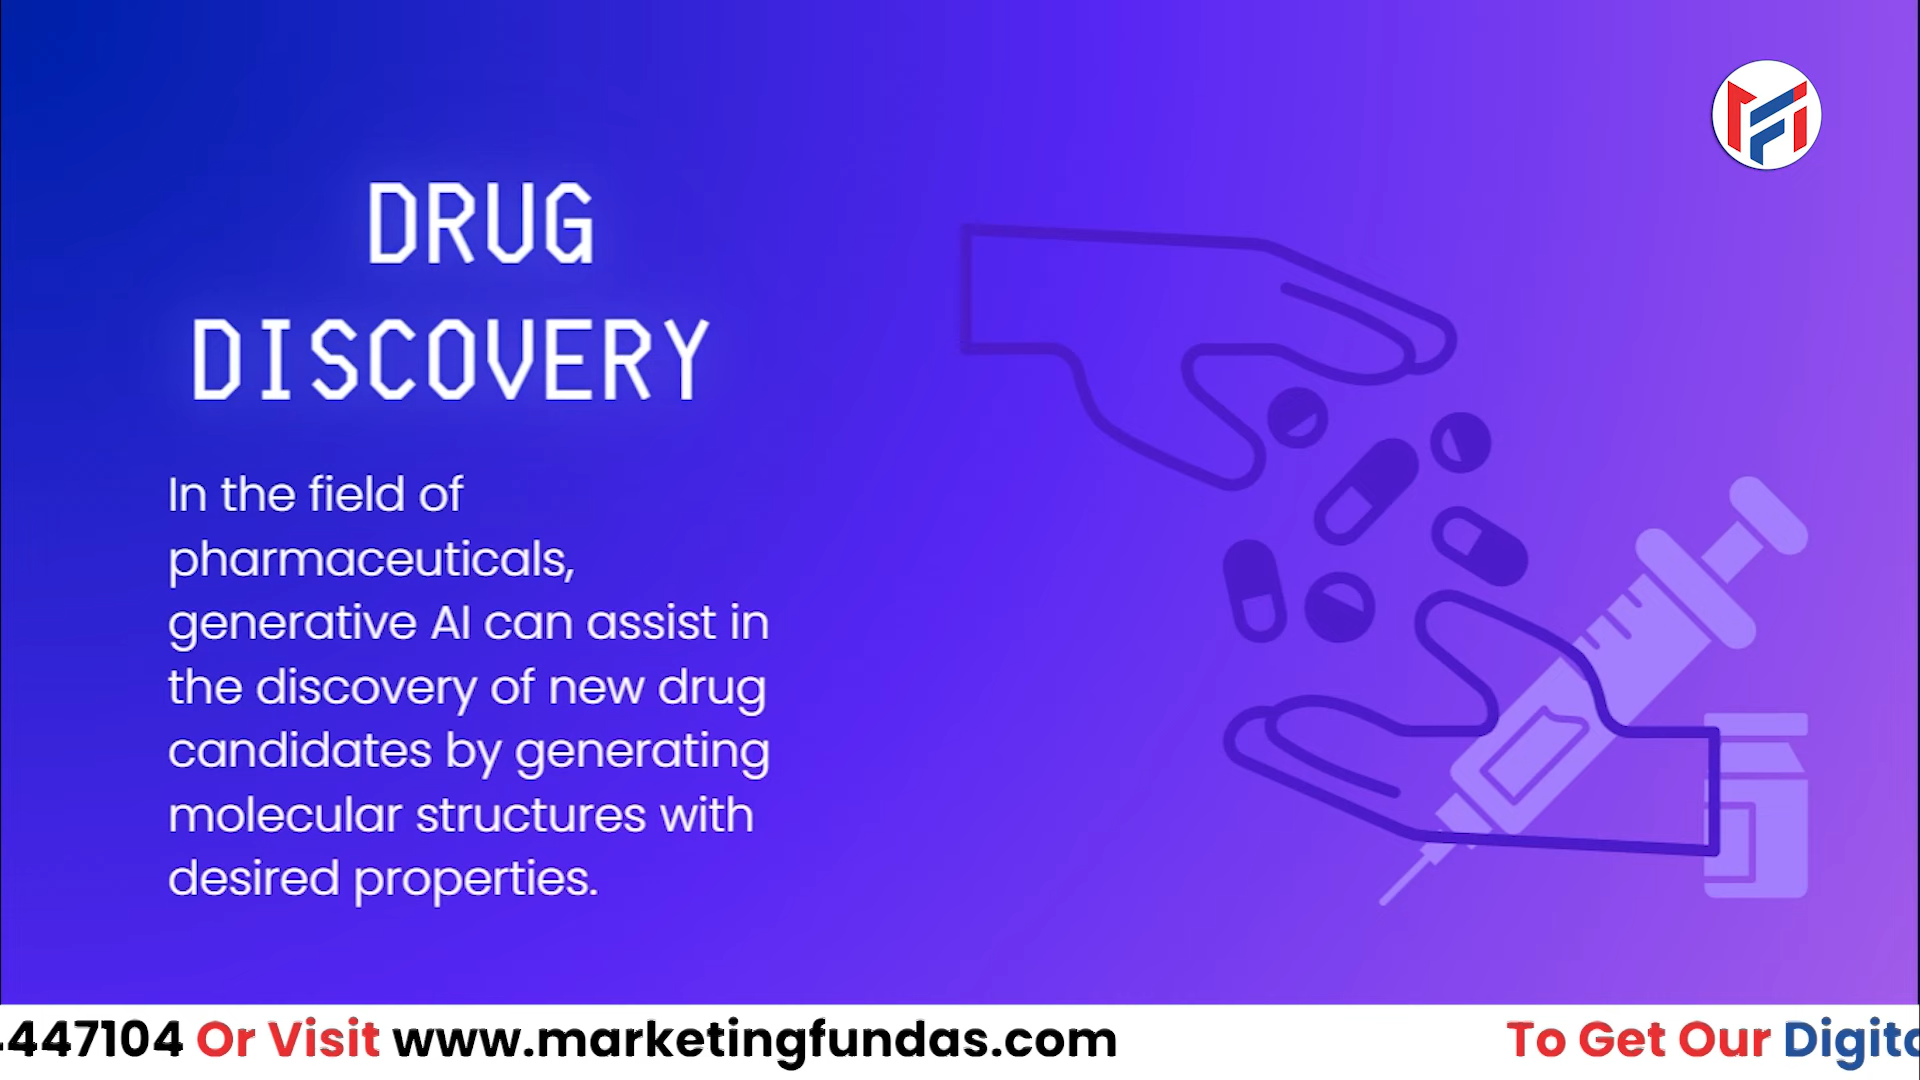 DRUG
DISCOVERY
In the field of
pharmaceuticals,
generative AI can assist in
the discovery of new drug
candidates by generating
molecular structures with
desired properties.
447104 Or Visit www.marketingfundas.com To Get Our